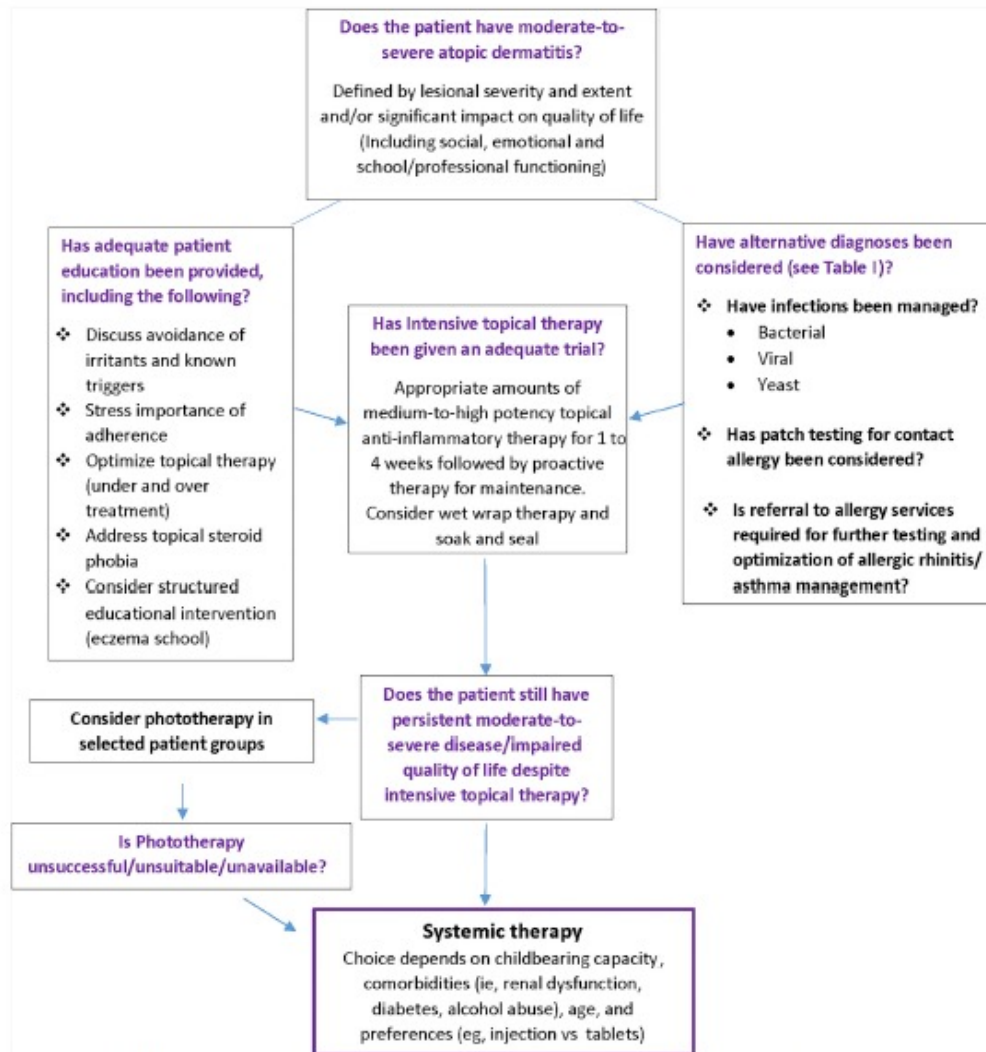 Does the patient have moderate-to-
severe atopic dermatitis?
Defined by lesional severity and extent
and/or significant impact on quality of life
(Including social, emotional and
school/professional functioning)
Has adequate patient
education been provided,
including the following?
❖ Discuss avoidance of
irritants and known
triggers
❖ Stress importance of
adherence
❖ Optimize topical therapy
(under and over
treatment)
❖ Address topical steroid
phobia
❖ Consider structured
educational intervention
(eczema school)
Has Intensive topical therapy
been given an adequate trial?
Appropriate amounts of
medium-to-high potency topical
anti-inflammatory therapy for 1 to
4 weeks followed by proactive
therapy for maintenance.
Consider wet wrap therapy and
soak and seal
Have alternative diagnoses been
considered (see Table I)?
❖ Have infections been managed?
• Bacterial
• Viral
• Yeast
❖ Has patch testing for contact
allergy been considered?
❖ Is referral to allergy services
required for further testing and
optimization of allergic rhinitis/
asthma management?
Consider phototherapy in
selected patient groups
Does the patient still have
persistent moderate-to-
severe disease/impaired
quality of life despite
intensive topical therapy?
Is Phototherapy
unsuccessful/unsuitable/unavailable?
Systemic therapy
Choice depends on childbearing capacity,
comorbidities (ie, renal dysfunction,
diabetes, alcohol abuse), age, and
preferences (eg, injection vs tablets)